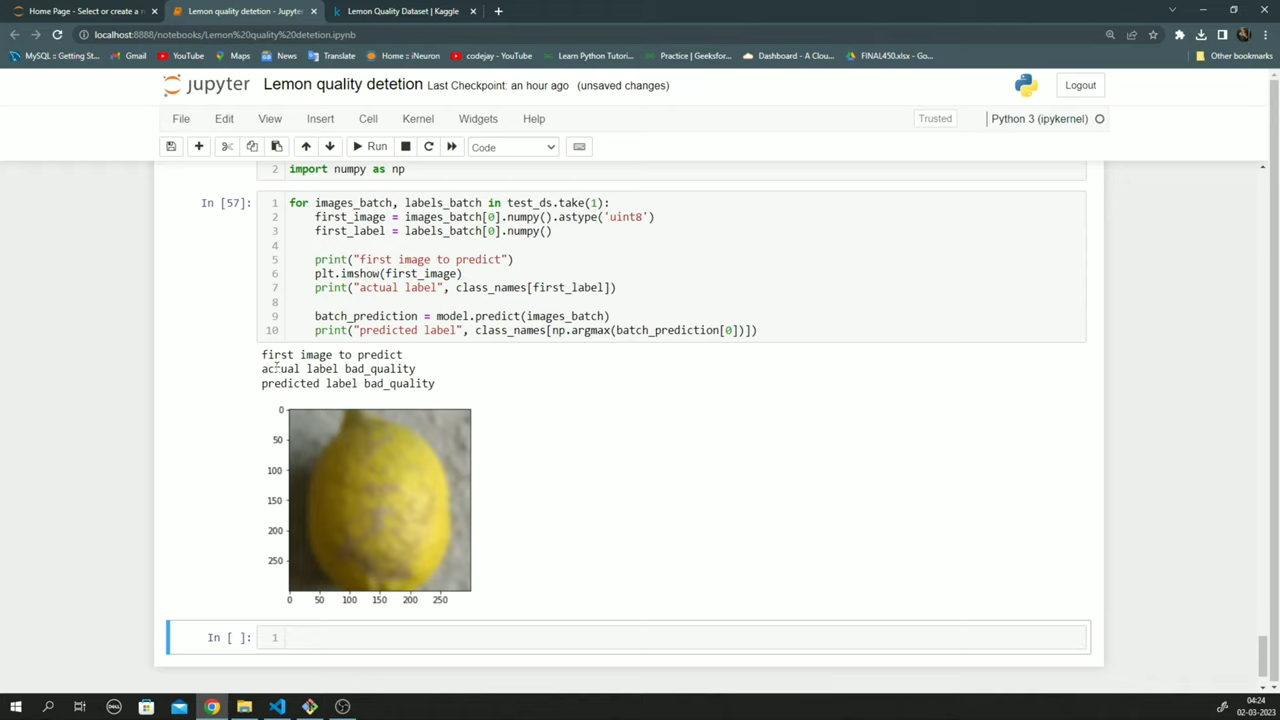 Home Page - Select or create a n
Lemon quality detetion - Jupyter
Lemon Quality Dataset | Kaggle
localhost:8888/notebooks/Lemon%20quality%20detetion.ipynb
MySQL :: Getting St...
Gmail
YouTube
Maps
News
Translate
Home :: iNeuron
codejay - YouTube
Learn Python Tutori...
Practice | Geeksfor...
Dashboard — A Clou...
FINAL450.xlsx - Go...
Other bookmarks
jupyter
Lemon quality detetion Last Checkpoint: an hour ago (unsaved changes)
Logout
File Edit View Insert Cell Kernel Widgets Help
Trusted
Python 3 (ipykernel)
Run
Code
2 import numpy as np
In [57]:
1 for images_batch, labels_batch in test_ds.take(1):
2 first_image = images_batch[0].numpy().astype('uint8')
3 first_label = labels_batch[0].numpy()
4
5 print("first image to predict")
6 plt.imshow(first_image)
7 print("actual label", class_names[first_label])
8
9 batch_prediction = model.predict(images_batch)
10 print("predicted label", class_names[np.argmax(batch_prediction[0])])
first image to predict
actual label bad_quality
predicted label bad_quality
0
50
100
150
200
250
0 50 100 150 200 250
In [ ]:
1
DELL
04:24
02-03-2023